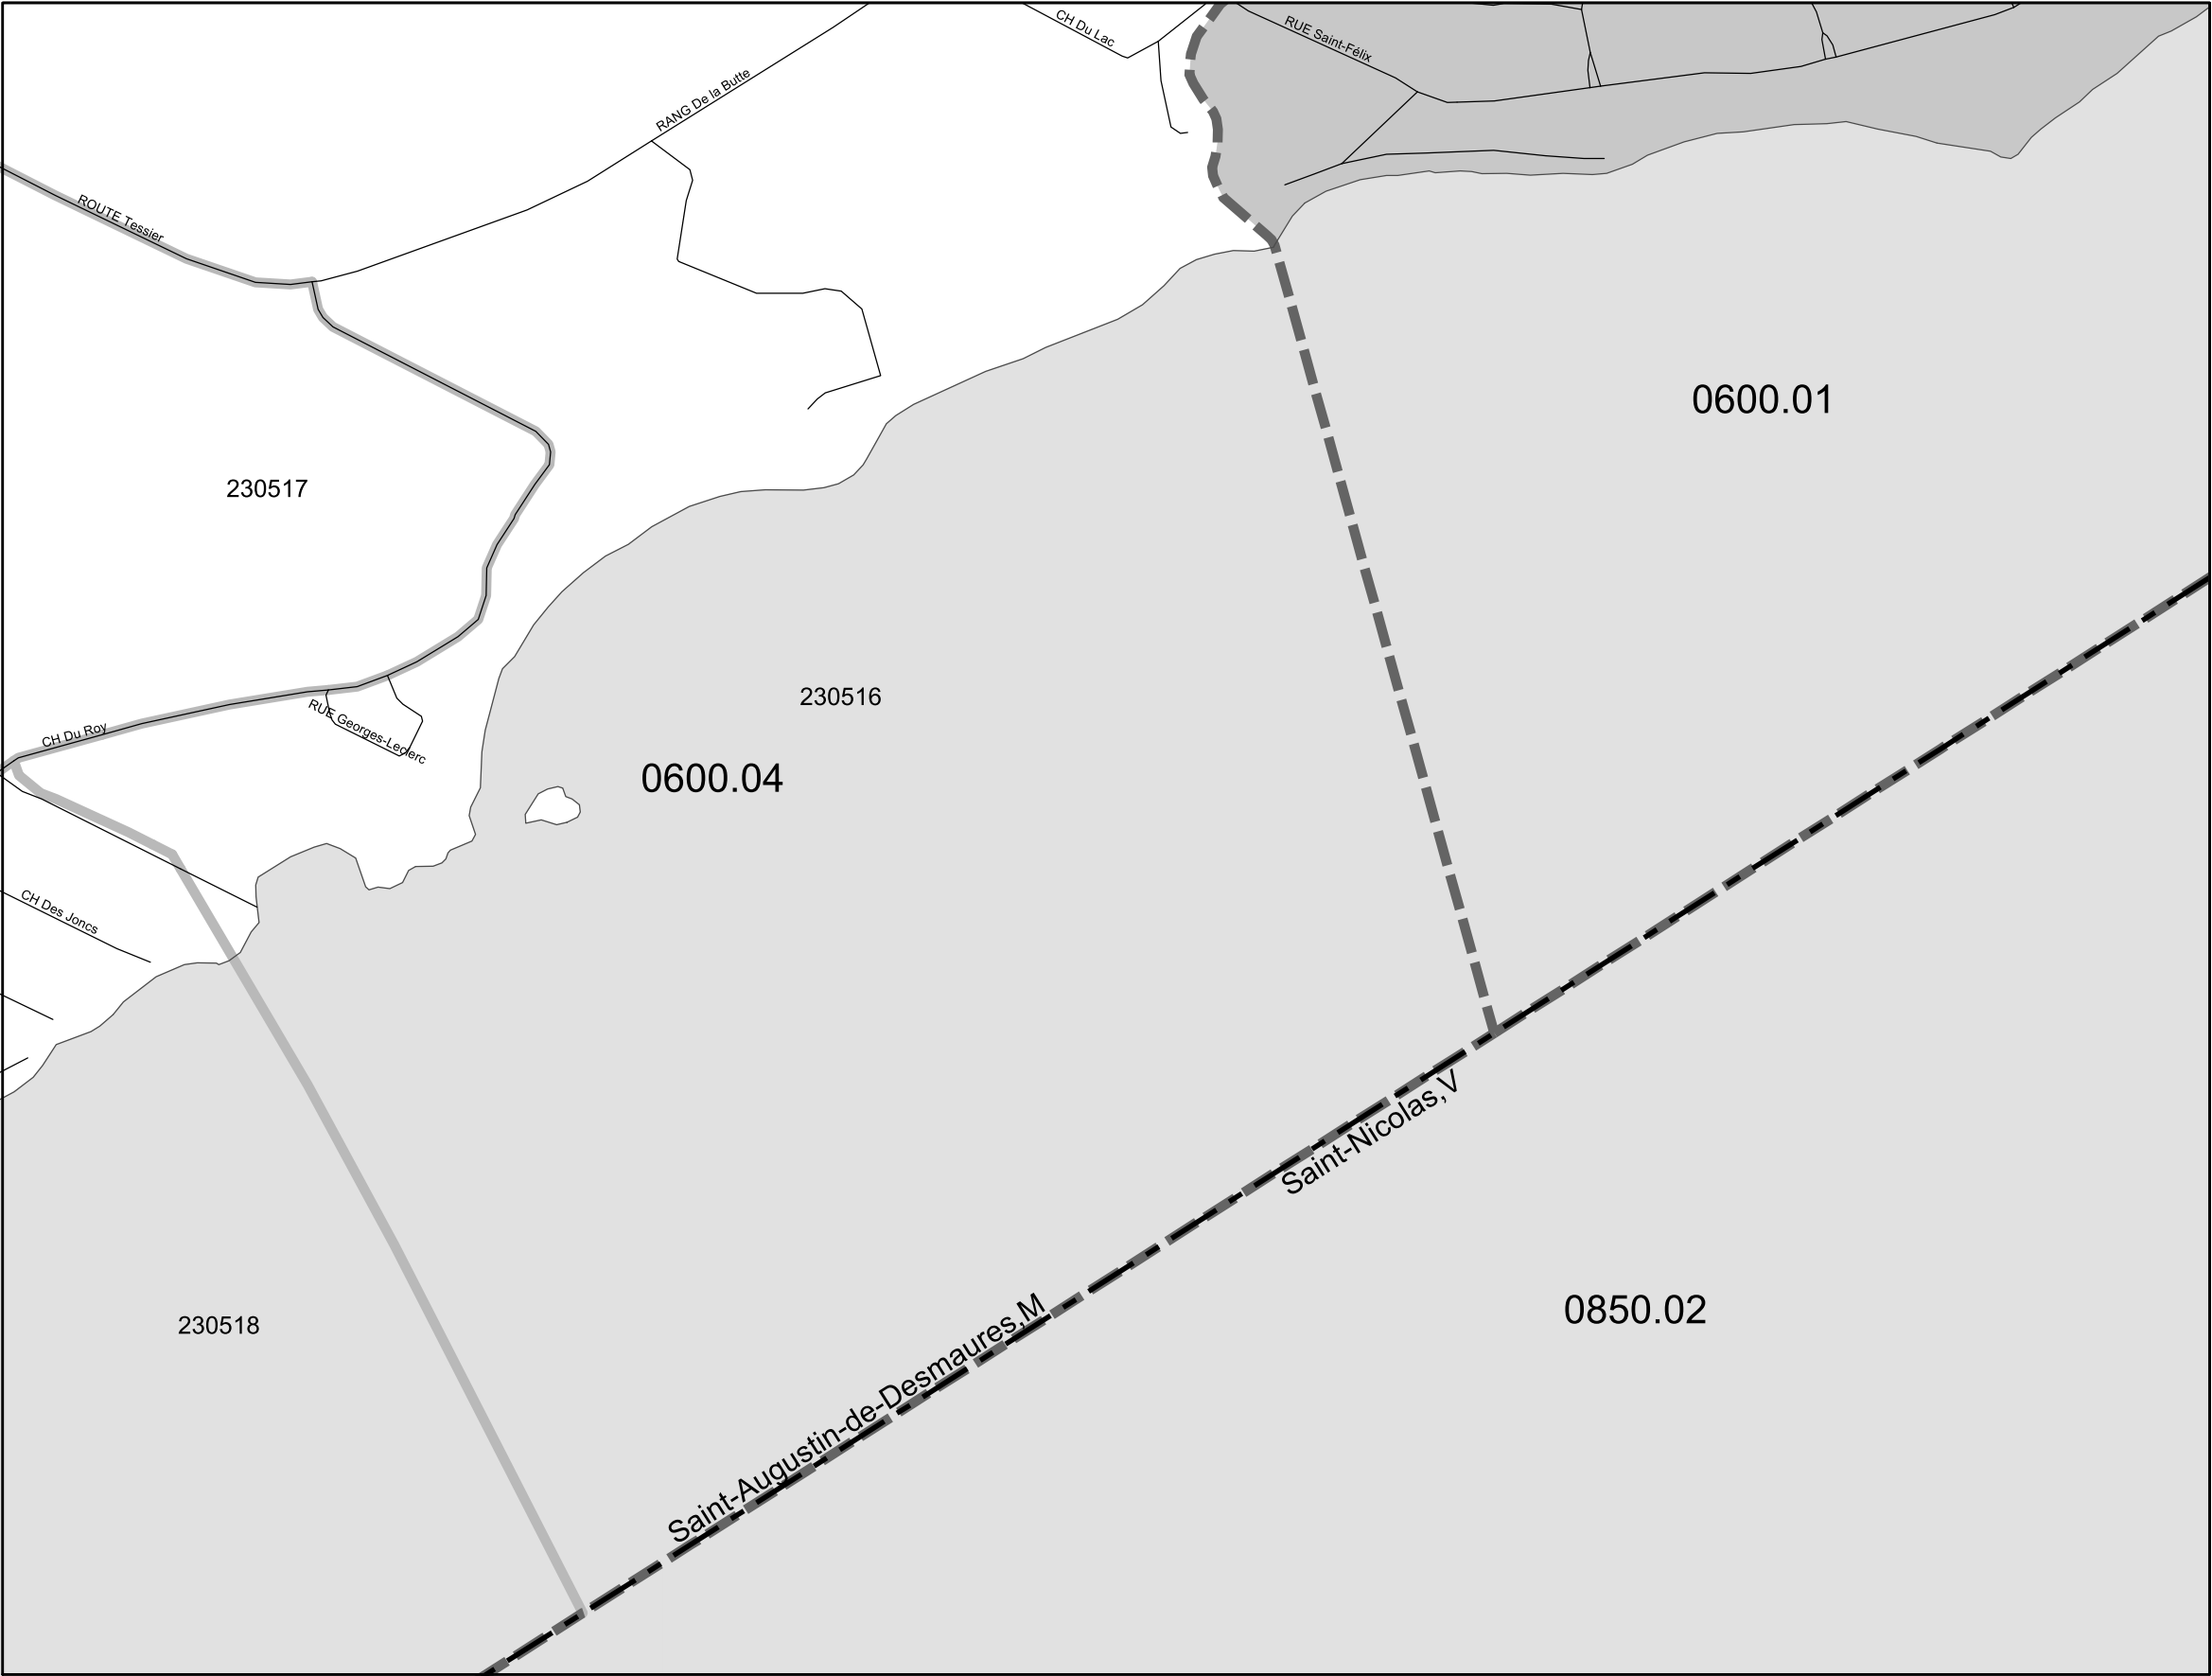 CH Du Lac
RUE Saint-Félix
RANG De la Butte
ROUTE Tessier
0600.01
230517
230516
RUE Georges-Leclerc
CH Du Roy
0600.04
CH Des Joncs
Saint-Nicolas,V
230518
0850.02
Saint-Augustin-de-Desmaures,M